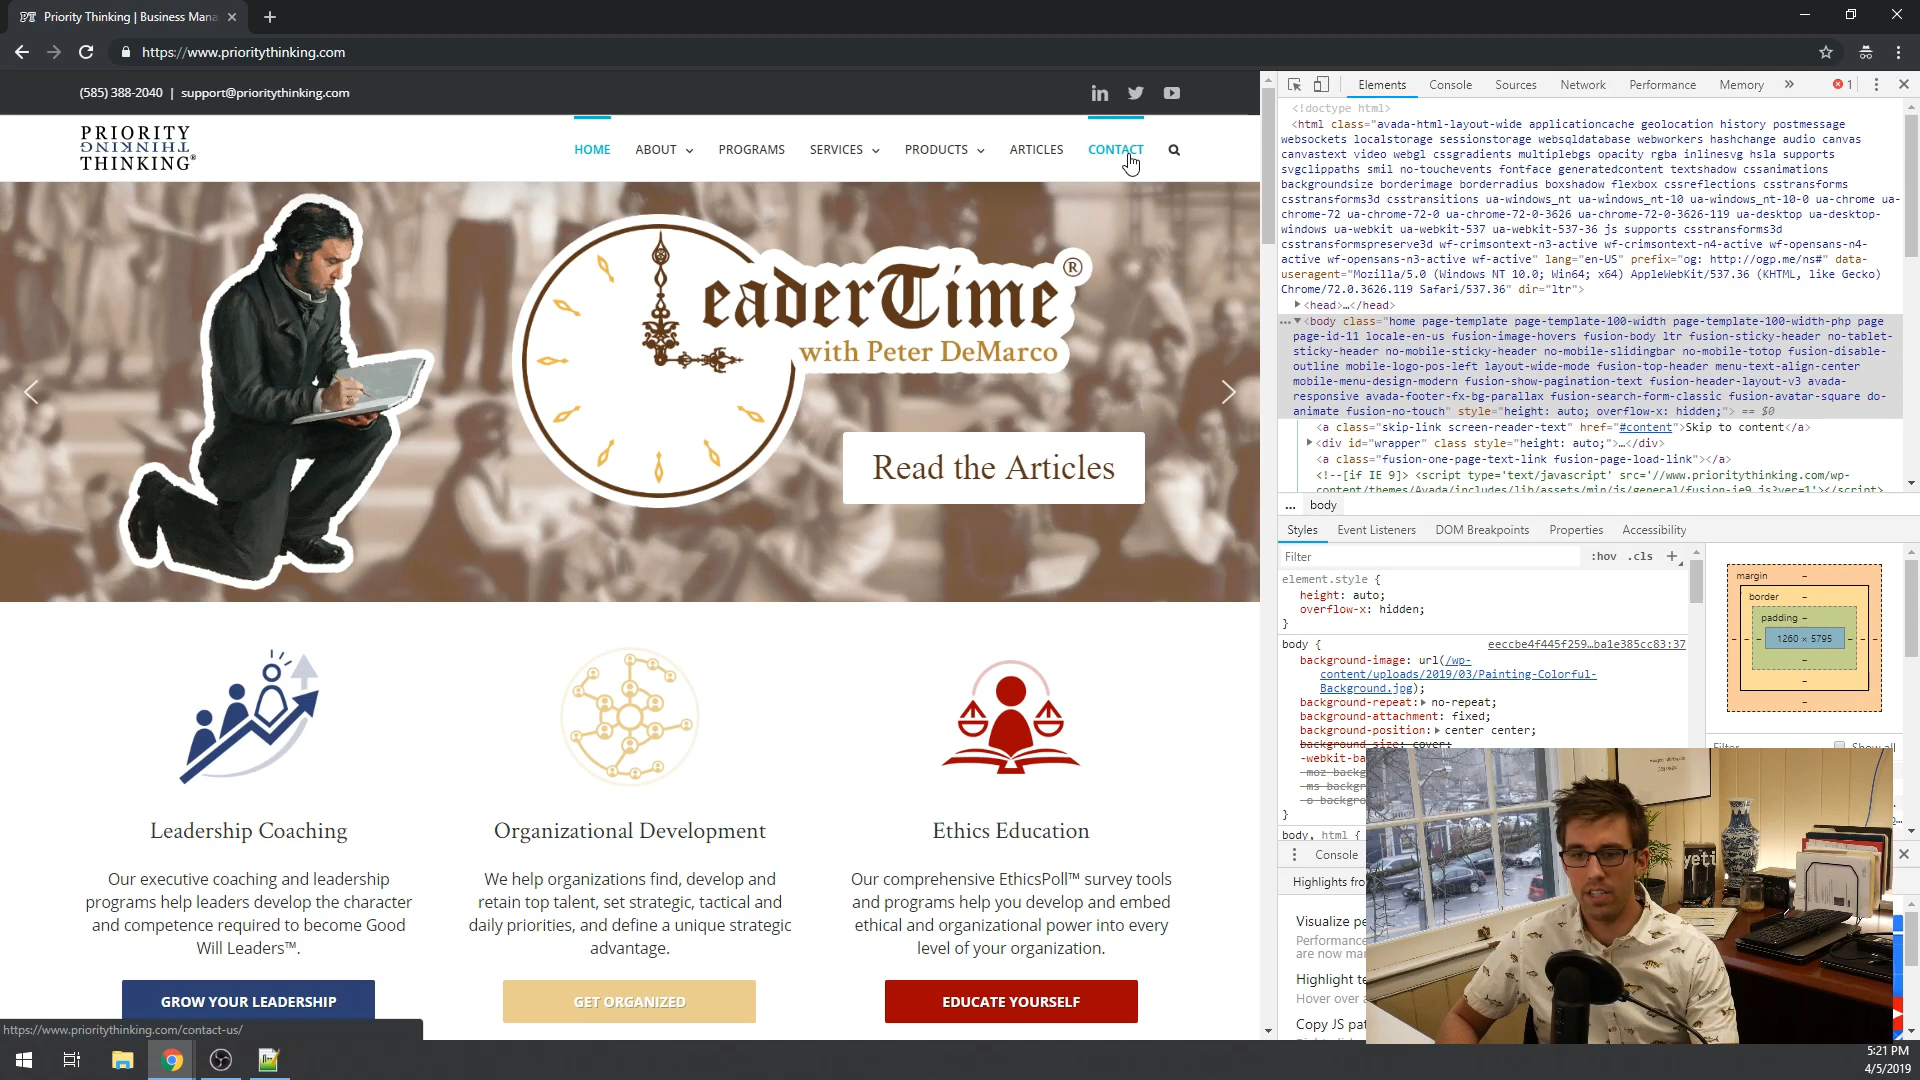 PT Priority Thinking | Business Mana
https://www.prioritythinking.com
(585) 388-2040 | support@prioritythinking.com
PRIORITY
THINKING
THINKING®
HOME ABOUT PROGRAMS SERVICES PRODUCTS ARTICLES CONTACT
eaderTime®
with Peter DeMarco
Read the Articles
Leadership Coaching
Our executive coaching and leadership
programs help leaders develop the character
and competence required to become Good
Will Leaders™.
GROW YOUR LEADERSHIP
Organizational Development
We help organizations find, develop and
retain top talent, set strategic, tactical and
daily priorities, and define a unique strategic
advantage.
GET ORGANIZED
Ethics Education
Our comprehensive EthicsPoll™ survey tools
and programs help you develop and embed
ethical and organizational power into every
level of your organization.
EDUCATE YOURSELF
https://www.prioritythinking.com/contact-us/
Elements Console Sources Network Performance Memory » 1
<!doctype html>
<html class="avada-html-layout-wide applicationcache geolocation history postmessage
websockets localstorage sessionstorage websqldatabase webworkers hashchange audio canvas
canvastext video webgl cssgradients multiplebgs opacity rgba inlinesvg hsla supports
svgclippaths smil no-touchevents fontface generatedcontent textshadow cssanimations
backgroundsize borderimage borderradius boxshadow flexbox cssreflections csstransforms
csstransforms3d csstransitions ua-windows_nt ua-windows_nt-10 ua-windows_nt-10-0 ua-chrome ua-
chrome-72 ua-chrome-72-0 ua-chrome-72-0-3626 ua-chrome-72-0-3626-119 ua-desktop ua-desktop-
windows ua-webkit ua-webkit-537 ua-webkit-537-36 js supports csstransforms3d
csstransformspreserve3d wf-crimsontext-n3-active wf-crimsontext-n4-active wf-opensans-n4-
active wf-opensans-n3-active wf-active" lang="en-US" prefix="og: http://ogp.me/ns#" data-
useragent="Mozilla/5.0 (Windows NT 10.0; Win64; x64) AppleWebKit/537.36 (KHTML, like Gecko)
Chrome/72.0.3626.119 Safari/537.36" dir="ltr">
<head>…</head>
<body class="home page-template page-template-100-width page-template-100-width-php page
page-id-11 locale-en-us fusion-image-hovers fusion-body ltr fusion-sticky-header no-tablet-
sticky-header no-mobile-sticky-header no-mobile-slidingbar no-mobile-totop fusion-disable-
outline mobile-logo-pos-left layout-wide-mode fusion-top-header menu-text-align-center
mobile-menu-design-modern fusion-show-pagination-text fusion-header-layout-v3 avada-
responsive avada-footer-fx-bg-parallax fusion-search-form-classic fusion-avatar-square do-
animate fusion-no-touch" style="height: auto; overflow-x: hidden;"> == $0
<a class="skip-link screen-reader-text" href="#content">Skip to content</a>
<div id="wrapper" class style="height: auto;">…</div>
<a class="fusion-one-page-text-link fusion-page-load-link"></a>
<!--[if IE 9]> <script type='text/javascript' src='//www.prioritythinking.com/wp-
content/themes/Avada/includes/lib/assets/min/js/general/fusion-ie9.js?ver=1'></script>
... body
Styles Event Listeners DOM Breakpoints Properties Accessibility
Filter :hov .cls +
element.style {
height: auto;
overflow-x: hidden;
}
body { eeccbe4f445f259…ba1e385cc83:37
background-image: url(/wp-
content/uploads/2019/03/Painting-Colorful-
Background.jpg);
background-repeat: no-repeat;
background-attachment: fixed;
background-position: center center;
background-size: cover;
-webkit-ba
-moz-backg
-ms-backgr
-o-backgro
}
body, html {
margin –
border –
padding –
1260 × 5795
Filter Show all
Console
Highlights fro
Visualize pe
Performance
are now mar
Highlight te
Hover over a
Copy JS pat
yeti
5:21 PM
4/5/2019